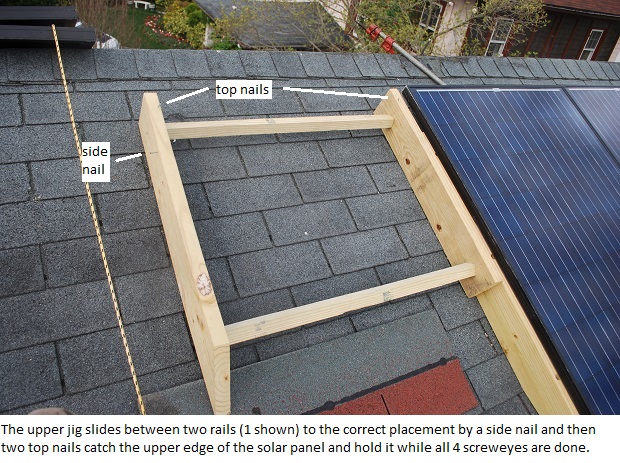 top nails
side
nail
The upper jig slides between two rails (1 shown) to the correct placement by a side nail and then
two top nails catch the upper edge of the solar panel and hold it while all 4 screweyes are done.